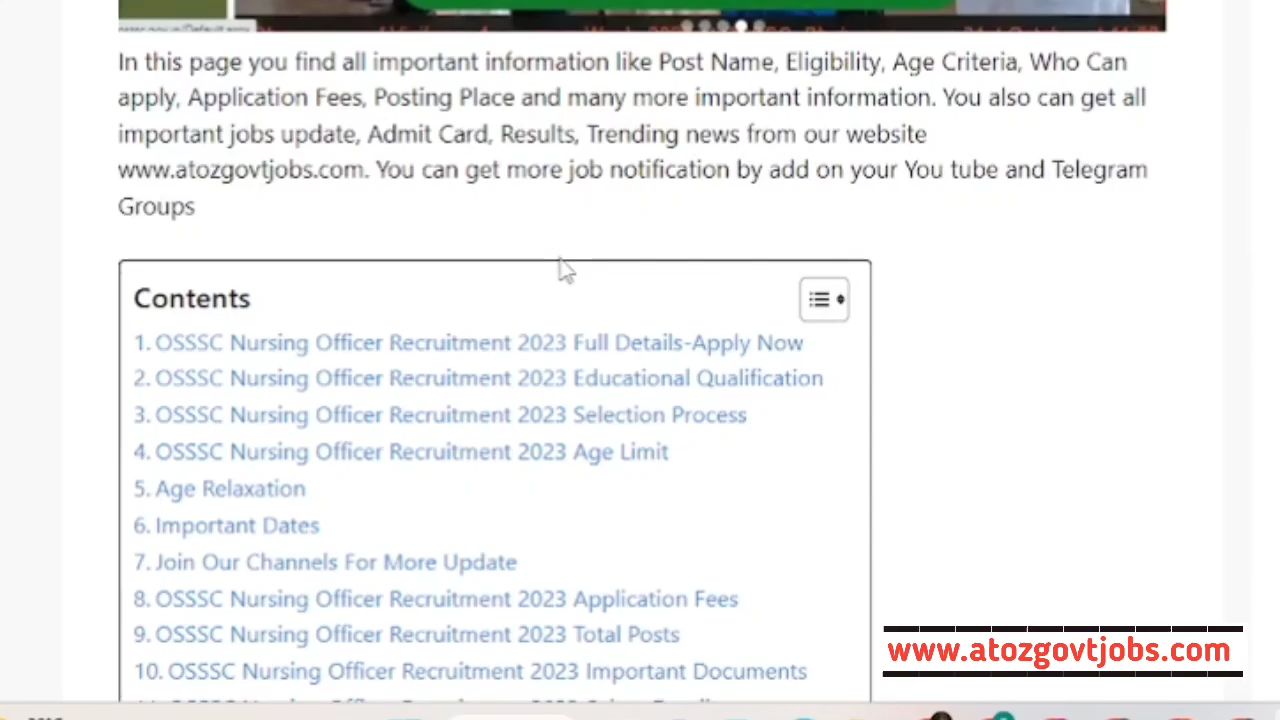 In this page you find all important information like Post Name, Eligibility, Age Criteria, Who Can
apply, Application Fees, Posting Place and many more important information. You also can get all
important jobs update, Admit Card, Results, Trending news from our website
www.atozgovtjobs.com. You can get more job notification by add on your You tube and Telegram
Groups
Contents
1. OSSSC Nursing Officer Recruitment 2023 Full Details-Apply Now
2. OSSSC Nursing Officer Recruitment 2023 Educational Qualification
3. OSSSC Nursing Officer Recruitment 2023 Selection Process
4. OSSSC Nursing Officer Recruitment 2023 Age Limit
5. Age Relaxation
6. Important Dates
7. Join Our Channels For More Update
8. OSSSC Nursing Officer Recruitment 2023 Application Fees
9. OSSSC Nursing Officer Recruitment 2023 Total Posts
10. OSSSC Nursing Officer Recruitment 2023 Important Documents
www.atozgovtjobs.com